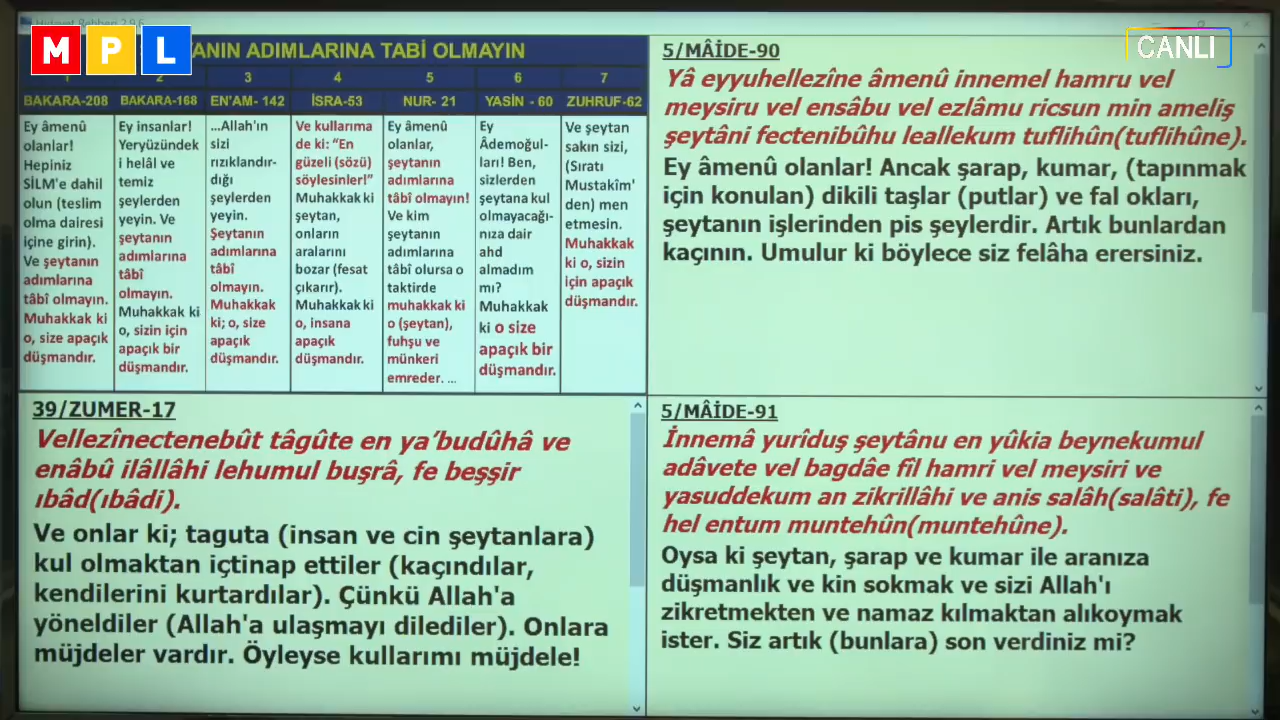 Hidayet Rehberi 2.9.6
MPL
CANLI
ANIN ADIMLARINA TABİ OLMAYIN
1 2 3 4 5 6 7
BAKARA-208 BAKARA-168 EN'AM- 142 İSRA-53 NUR- 21 YASİN - 60 ZUHRUF-62
Ey âmenû
olanlar!
Hepiniz
SİLM'e dahil
olun (teslim
olma dairesi
içine girin).
Ve şeytanın
adımlarına
tâbî olmayın.
Muhakkak ki
o, size apaçık
düşmandır.
Ey insanlar!
Yeryüzündek
i helâl ve
temiz
şeylerden
yeyin. Ve
şeytanın
adımlarına
tâbî
olmayın.
Muhakkak ki
o, sizin için
apaçık bir
düşmandır.
...Allah'ın
sizi
rızıklandır-
dığı
şeylerden
yeyin.
Şeytanın
adımlarına
tâbî
olmayın.
Muhakkak
ki; o, size
apaçık
düşmandır.
Ve kullarıma
de ki: “En
güzeli (sözü)
söylesinler!”
Muhakkak ki
şeytan,
onların
aralarını
bozar (fesat
çıkarır).
Muhakkak ki
o, insana
apaçık
düşmandır.
Ey âmenû
olanlar,
şeytanın
adımlarına
tâbî olmayın!
Ve kim
şeytanın
adımlarına
tâbî olursa o
taktirde
muhakkak ki
o (şeytan),
fuhşu ve
münkeri
emreder. ...
Ey
Âdemoğul-
ları! Ben,
sizlerden
şeytana kul
olmayacağı-
nıza dair
ahd
almadım
mı?
Muhakkak
ki o size
apaçık bir
düşmandır.
Ve şeytan
sakın sizi,
(Sıratı
Mustakîm'
den) men
etmesin.
Muhakkak
ki o, sizin
için apaçık
düşmandır.
5/MÂİDE-90
Yâ eyyuhellezîne âmenû innemel hamru vel
meysiru vel ensâbu vel ezlâmu ricsun min ameliş
şeytâni fectenibûhu leallekum tuflihûn(tuflihûne).
Ey âmenû olanlar! Ancak şarap, kumar, (tapınmak
için konulan) dikili taşlar (putlar) ve fal okları,
şeytanın işlerinden pis şeylerdir. Artık bunlardan
kaçının. Umulur ki böylece siz felâha erersiniz.
39/ZUMER-17
Vellezînectenebût tâgûte en ya’budûhâ ve
enâbû ilâllâhi lehumul buşrâ, fe beşşir
ıbâd(ıbâdi).
Ve onlar ki; taguta (insan ve cin şeytanlara)
kul olmaktan içtinap ettiler (kaçındılar,
kendilerini kurtardılar). Çünkü Allah'a
yöneldiler (Allah'a ulaşmayı dilediler). Onlara
müjdeler vardır. Öyleyse kullarımı müjdele!
5/MÂİDE-91
İnnemâ yurîduş şeytânu en yûkia beynekumul
adâvete vel bagdâe fîl hamri vel meysiri ve
yasuddekum an zikrillâhi ve anis salâh(salâti), fe
hel entum muntehûn(muntehûne).
Oysa ki şeytan, şarap ve kumar ile aranıza
düşmanlık ve kin sokmak ve sizi Allah'ı
zikretmekten ve namaz kılmaktan alıkoymak
ister. Siz artık (bunlara) son verdiniz mi?